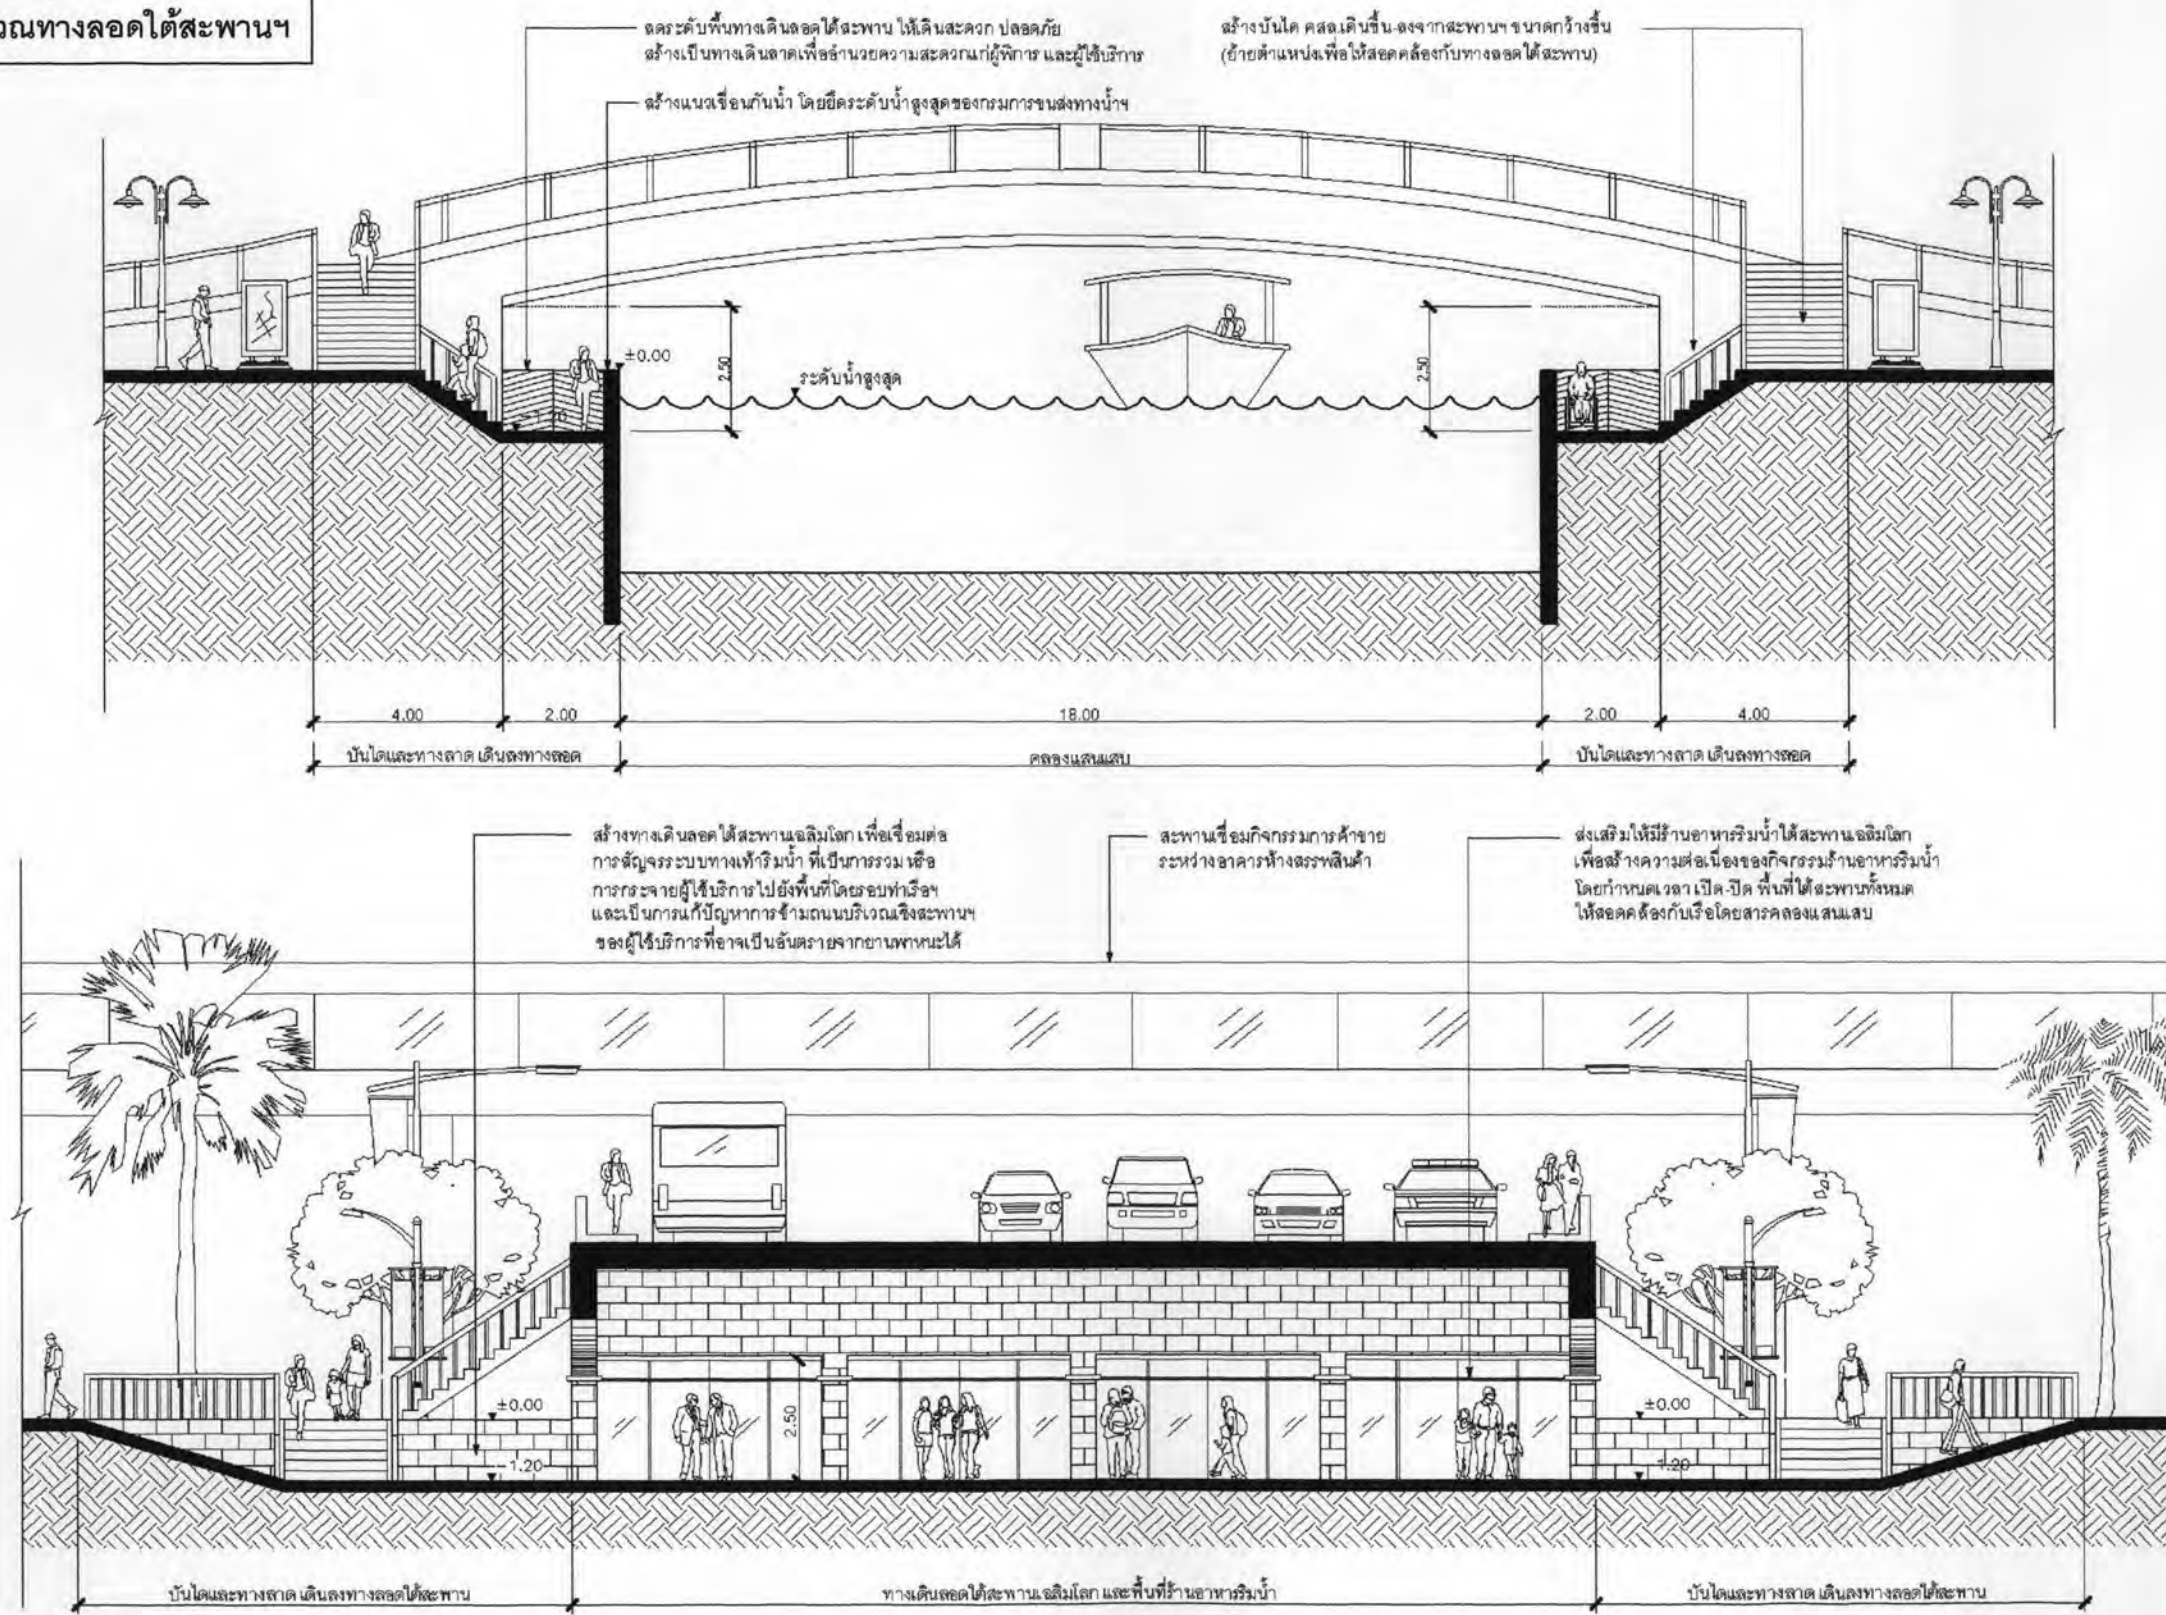 ทางลอดใต้สะพานฯ
ลดระดับพื้นทางเดินลอดใต้สะพาน ให้เดินสะดวก ปลอดภัย
สร้างเป็นทางเดินลาดเพื่ออำนวยความสะดวกแก่ผู้พิการ และผู้ใช้บริการ
สร้างบันได คสล.เดินขึ้น-ลงจากสะพานฯ ขนาดกว้างขึ้น
(ย้ายตำแหน่งเพื่อให้สอดคล้องกับทางลอดใต้สะพาน)
สร้างแนวเขื่อนกันน้ำ โดยยึดระดับน้ำสูงสุดของกรมการขนส่งทางน้ำฯ
±0.00
2.50
ระดับน้ำสูงสุด
2.50
-1.20
4.00 2.00 18.00 2.00 4.00
บันไดและทางลาด เดินลงทางลอด คลองแสนแสบ บันไดและทางลาด เดินลงทางลอด
สร้างทางเดินลอดใต้สะพานเฉลิมโลก เพื่อเชื่อมต่อ
การสัญจรระบบทางเท้าริมน้ำ ที่เป็นการรวม หรือ
การกระจายผู้ใช้บริการไปยังพื้นที่โดยรอบท่าเรือฯ
และเป็นการแก้ปัญหาการข้ามถนนบริเวณเชิงสะพานฯ
ของผู้ใช้บริการที่อาจเป็นอันตรายจากยานพาหนะได้
สะพานเชื่อมกิจกรรมการค้าขาย
ระหว่างอาคารห้างสรรพสินค้า
ส่งเสริมให้มีร้านอาหารริมน้ำใต้สะพานเฉลิมโลก
เพื่อสร้างความต่อเนื่องของกิจกรรมร้านอาหารริมน้ำ
โดยกำหนดเวลา เปิด-ปิด พื้นที่ใต้สะพานทั้งหมด
ให้สอดคล้องกับเรือโดยสารคลองแสนแสบ
±0.00
2.50
±0.00
-1.20
1.20
บันไดและทางลาด เดินลงทางลอดใต้สะพาน ทางเดินลอดใต้สะพานเฉลิมโลก และพื้นที่ร้านอาหารริมน้ำ บันไดและทางลาด เดินลงทางลอดใต้สะพาน